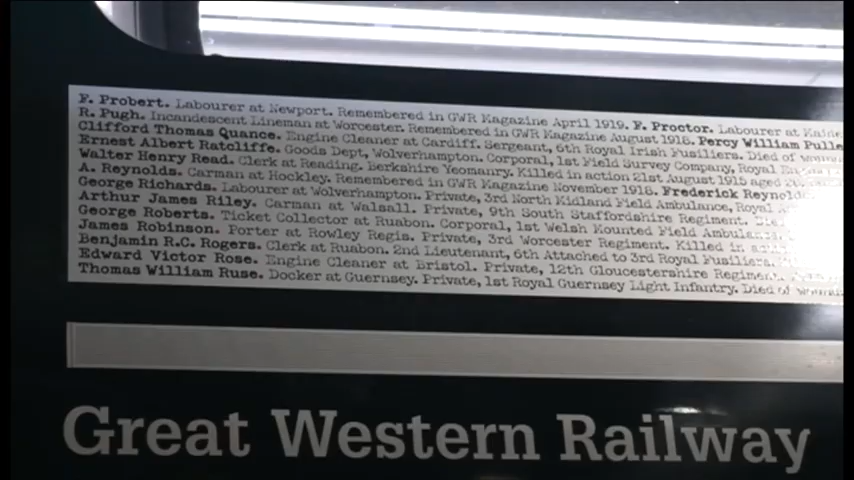 F. Probert. Labourer at Newport. Remembered in GWR Magazine April 1919. F. Proctor. Labourer at
R. Pugh. Incandescent Lineman at Worcester. Remembered in GWR Magazine August 1918. Percy William
Clifford Thomas Quance. Engine Cleaner at Cardiff. Sergeant, 6th Royal Irish Fusiliers. Died of
Ernest Albert Ratcliffe. Goods Dept, Wolverhampton. Corporal, 1st Field Survey Company, Royal
Walter Henry Read. Clerk at Reading. Berkshire Yeomanry. Killed in action 21st August 1915 aged
A. Reynolds. Carman at Hockley. Remembered in GWR Magazine November 1918. Frederick
George Richards. Labourer at Wolverhampton. Private, 3rd North Midland Field Ambulance, Royal
Arthur James Riley. Carman at Walsall. Private, 9th South Staffordshire Regiment.
George Roberts. Ticket Collector at Ruabon. Corporal, 1st Welsh Mounted Field
James Robinson. Porter at Rowley Regis. Private, 3rd Worcester Regiment. Killed in
Benjamin R.C. Rogers. Clerk at Ruabon. 2nd Lieutenant, 6th Attached to 3rd Royal
Edward Victor Rose. Engine Cleaner at Bristol. Private, 12th Gloucestershire
Thomas William Ruse. Docker at Guernsey. Private, 1st Royal Guernsey Light Infantry. Died of
Great Western Railway